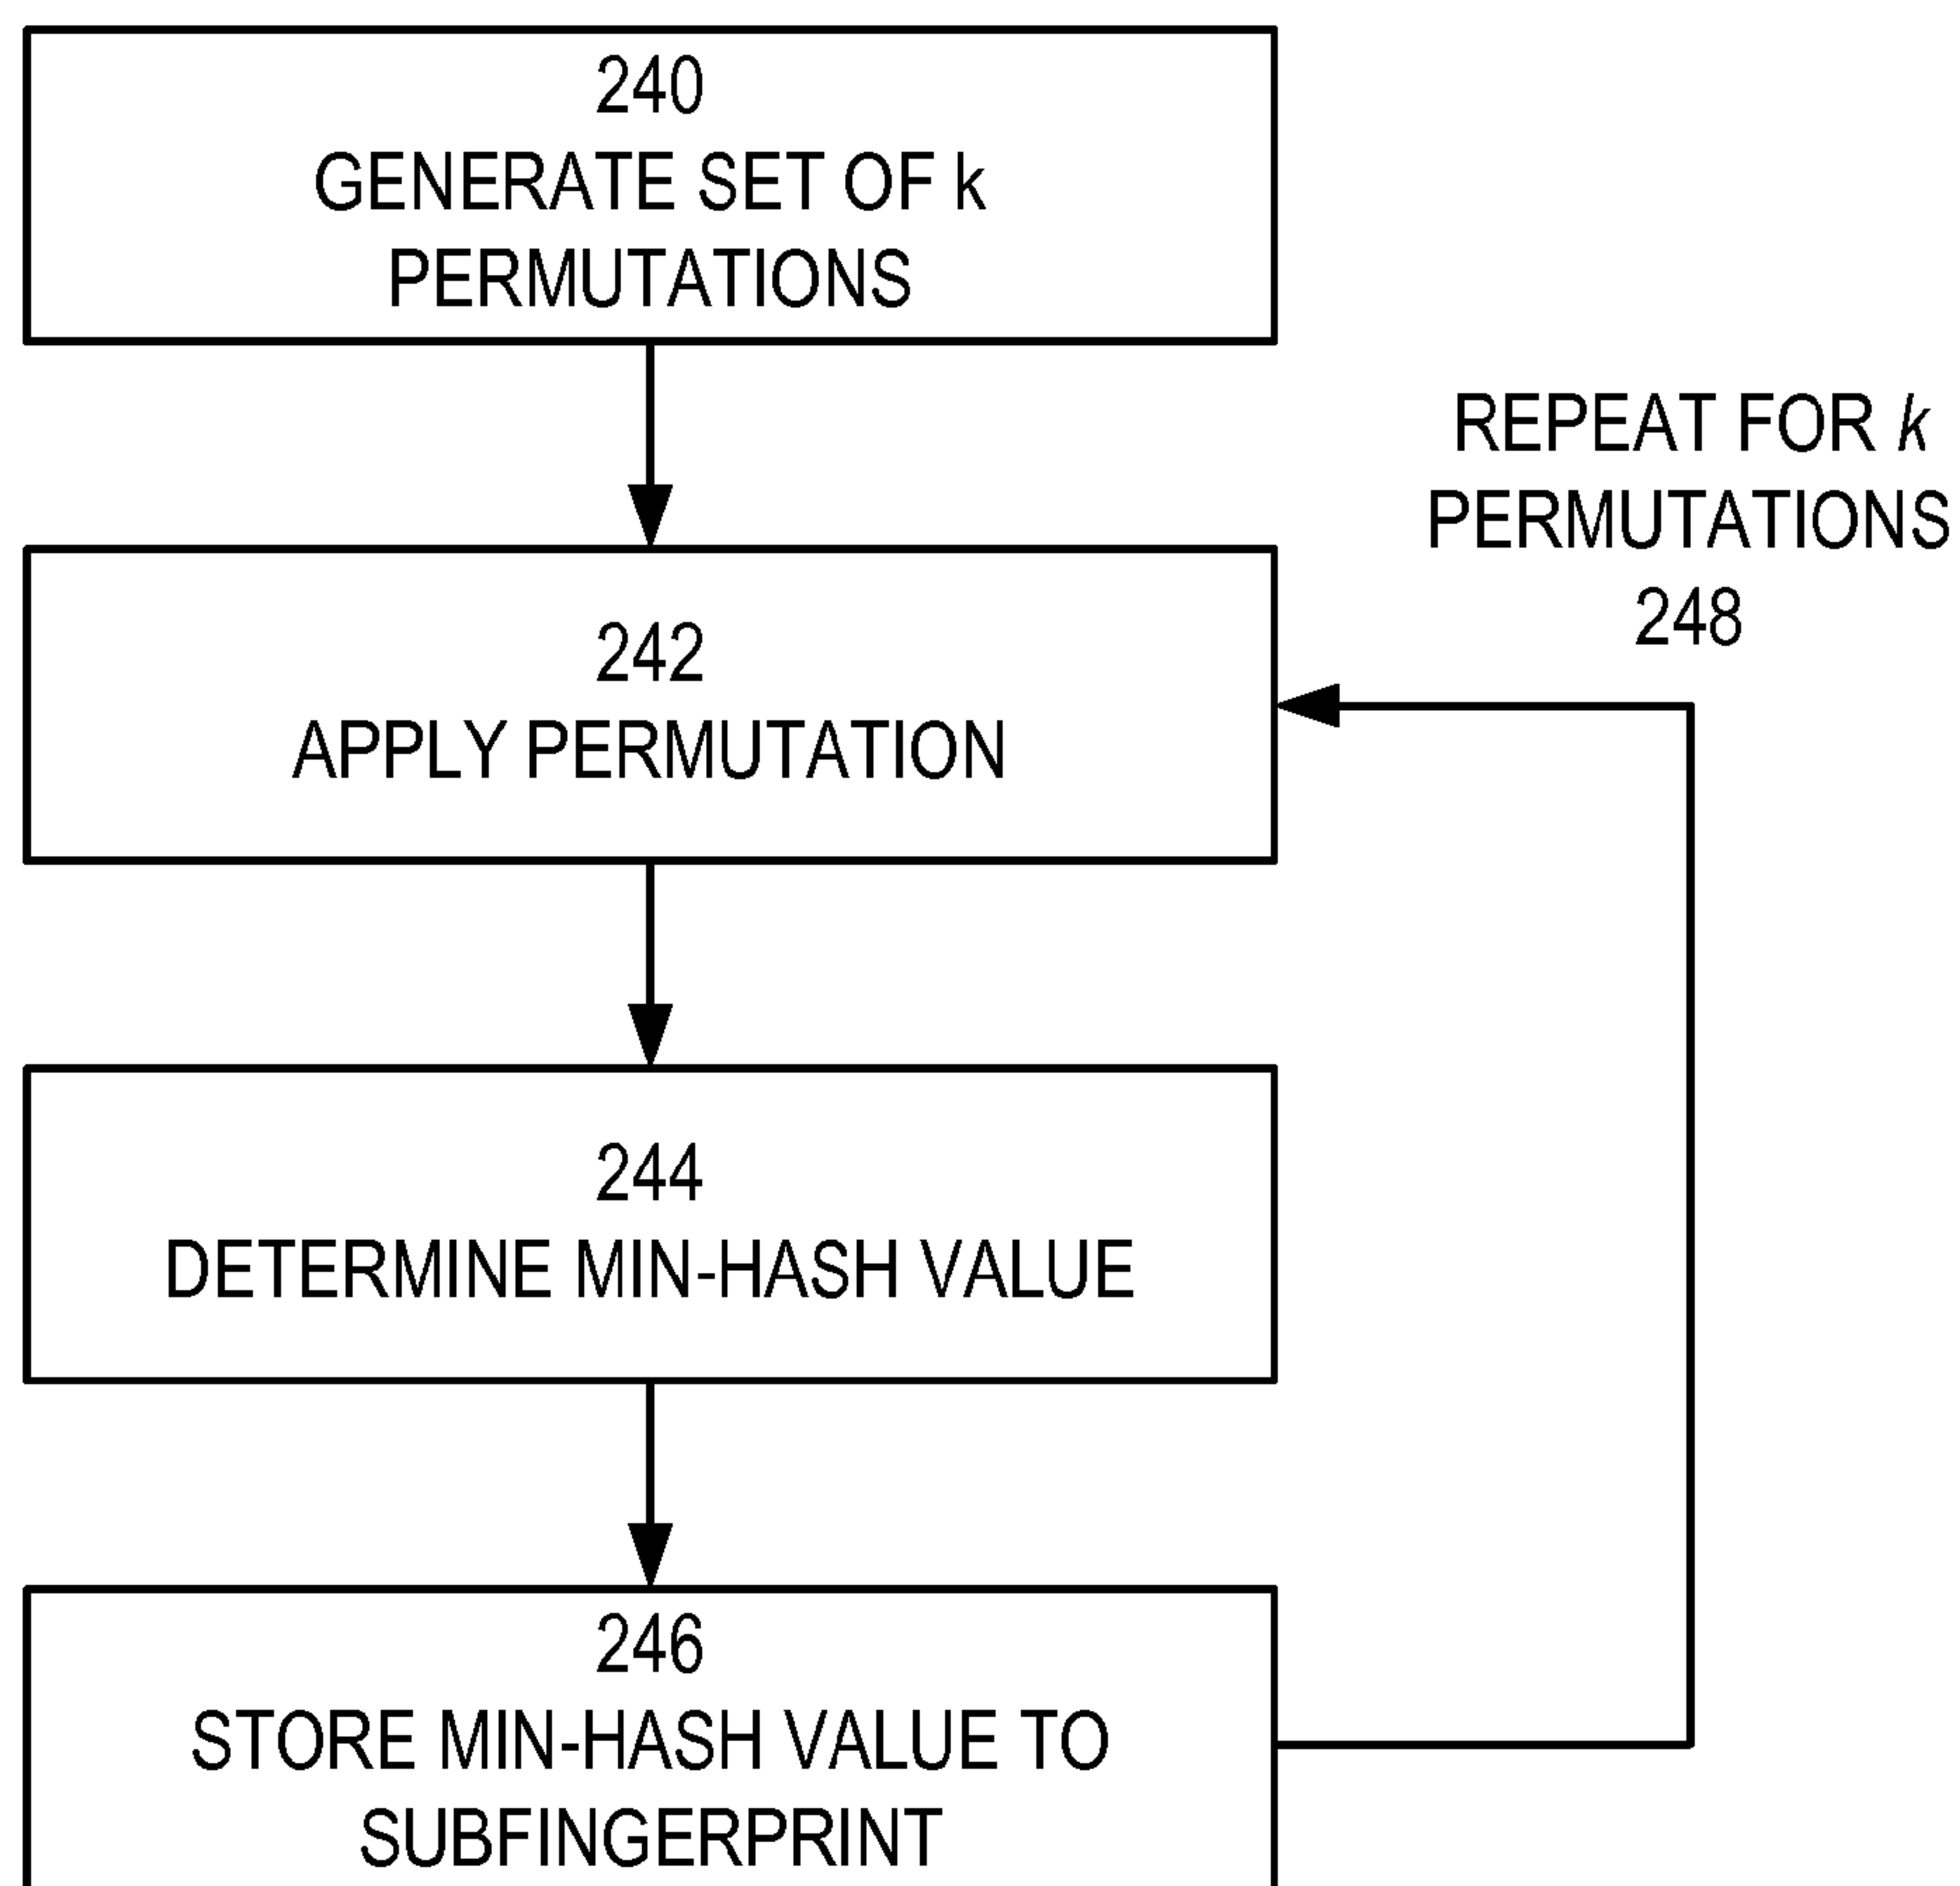 240
GENERATE SET OF k
PERMUTATIONS
REPEAT FOR k
PERMUTATIONS
248
242
APPLY PERMUTATION
244
DETERMINE MIN-HASH VALUE
246
STORE MIN-HASH VALUE TO
SUBFINGERPRINT